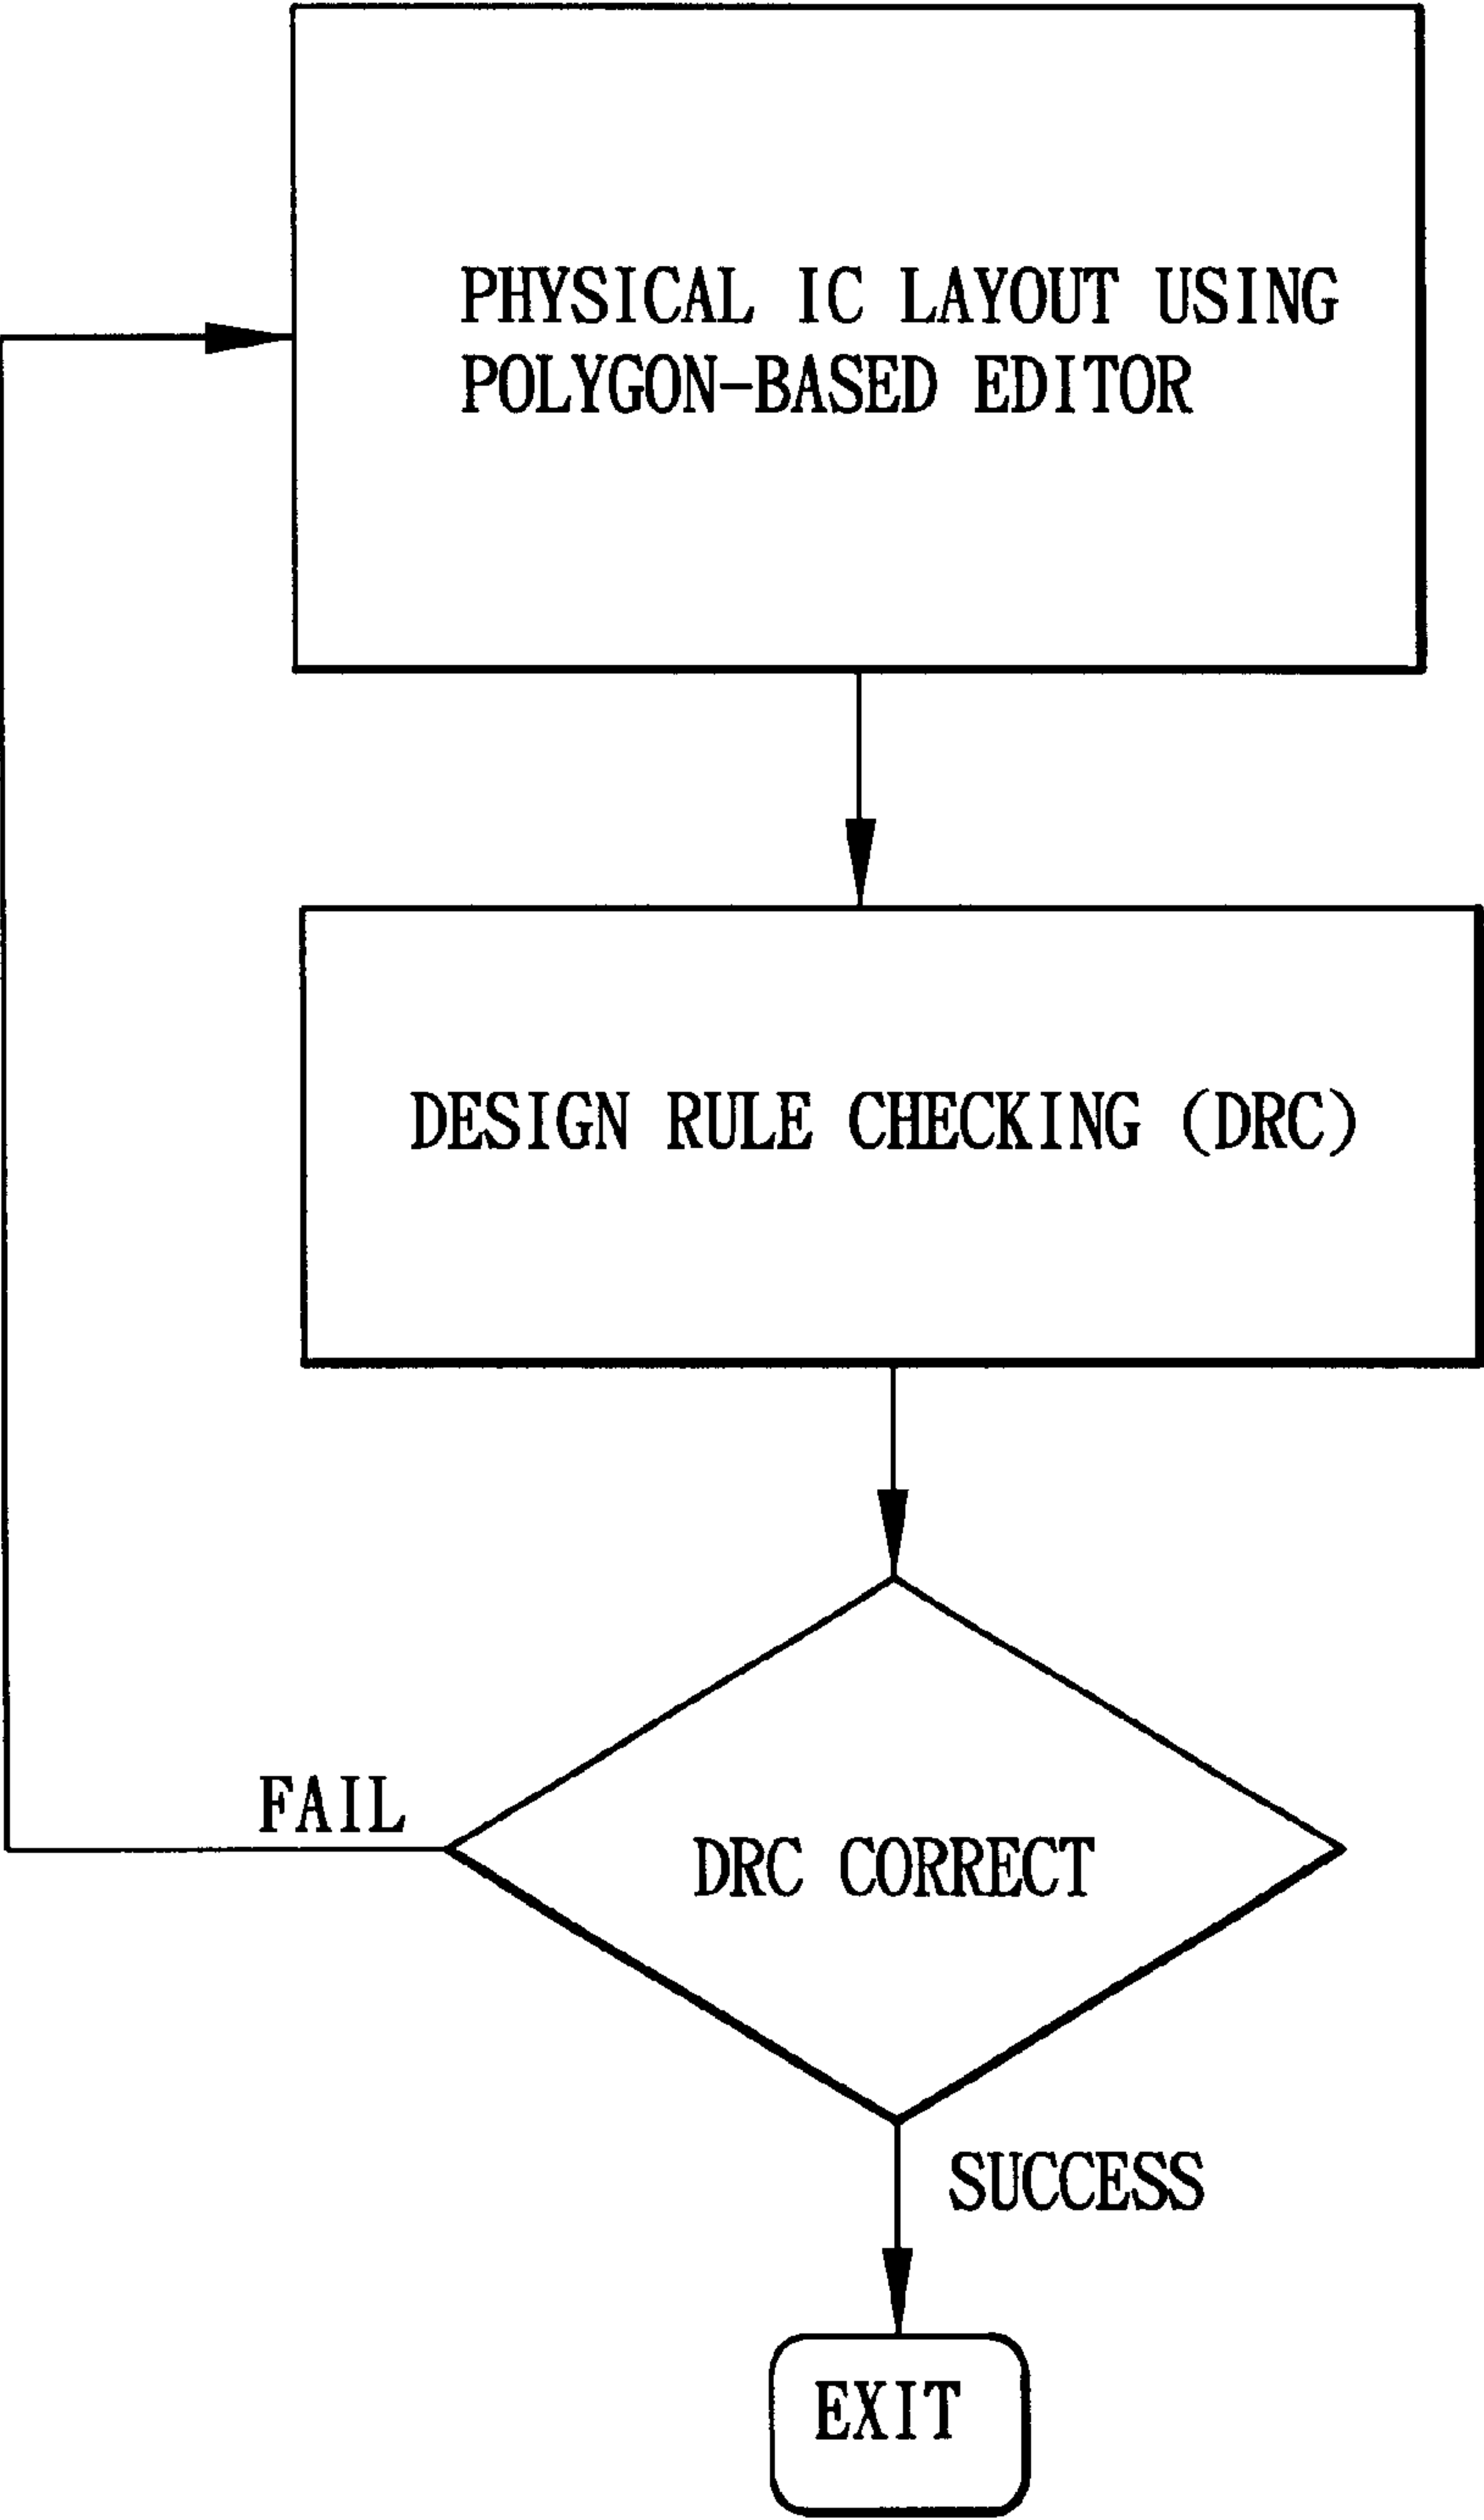 PHYSICAL IC LAYOUT USING
POLYGON-BASED EDITOR
DESIGN RULE CHECKING (DRC)
FAIL
DRC CORRECT
SUCCESS
EXIT